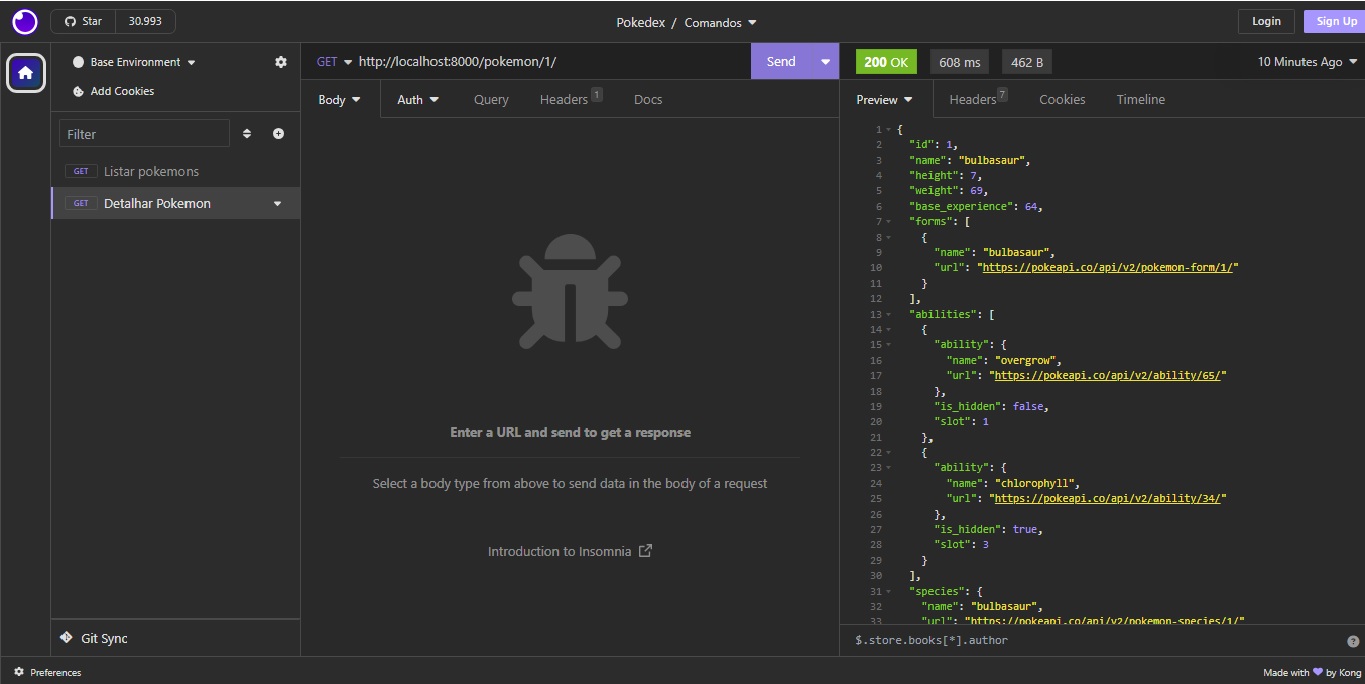 Star 30.993
Pokedex / Comandos
Login
Sign Up
Base Environment
Add Cookies
Filter
GET Listar pokemons
GET Detalhar Pokemon
Git Sync
GET http://localhost:8000/pokemon/1/
Send
Body Auth Query Headers 1 Docs
Enter a URL and send to get a response
Select a body type from above to send data in the body of a request
Introduction to Insomnia
200 OK 608 ms 462 B 10 Minutes Ago
Preview Headers 7 Cookies Timeline
1 {
2 "id": 1,
3 "name": "bulbasaur",
4 "height": 7,
5 "weight": 69,
6 "base_experience": 64,
7 "forms": [
8 {
9 "name": "bulbasaur",
10 "url": "https://pokeapi.co/api/v2/pokemon-form/1/"
11 }
12 ],
13 "abilities": [
14 {
15 "ability": {
16 "name": "overgrow",
17 "url": "https://pokeapi.co/api/v2/ability/65/"
18 },
19 "is_hidden": false,
20 "slot": 1
21 },
22 {
23 "ability": {
24 "name": "chlorophyll",
25 "url": "https://pokeapi.co/api/v2/ability/34/"
26 },
27 "is_hidden": true,
28 "slot": 3
29 }
30 ],
31 "species": {
32 "name": "bulbasaur",
33 "url": "https://pokeapi.co/api/v2/pokemon-species/1/"
$.store.books[*].author
Preferences
Made with 💜 by Kong